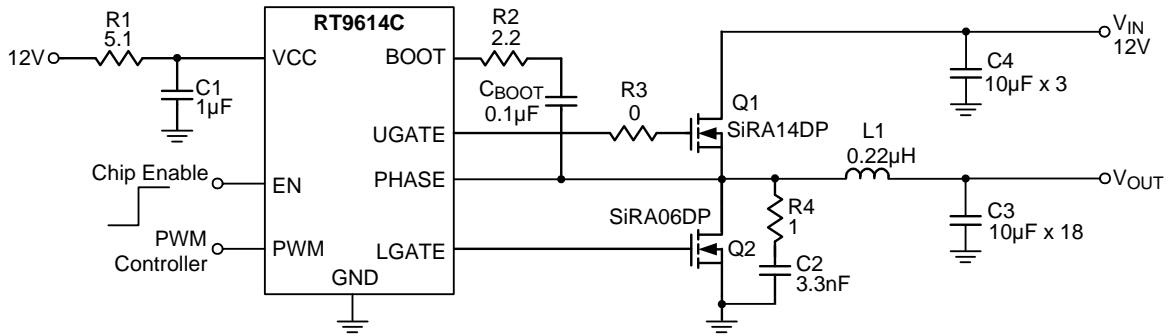 RT9614C
R1
5.1
12V
C1
1µF
VCC
BOOT
R2
2.2
CBOOT
0.1µF
R3
0
UGATE
Q1
SiRA14DP
VIN
12V
C4
10µF x 3
L1
0.22µH
Chip Enable
EN
PHASE
VOUT
SiRA06DP
R4
1
C3
10µF x 18
PWM
Controller
PWM
LGATE
Q2
C2
3.3nF
GND